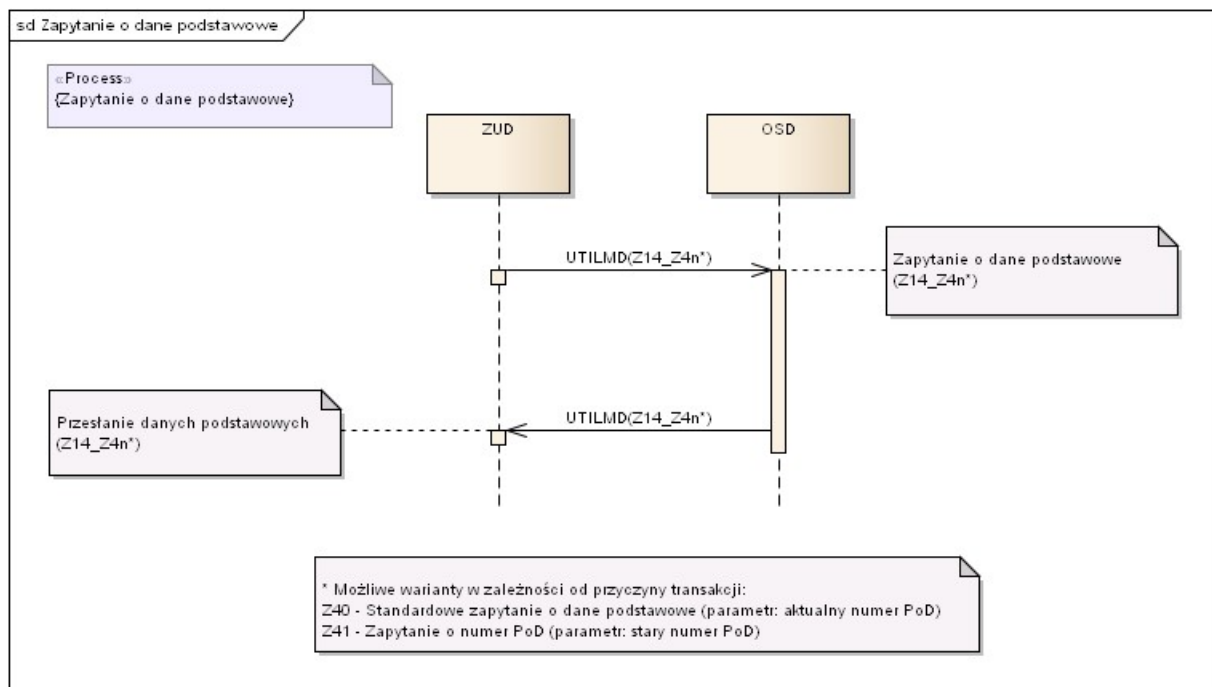 sd Zapytanie o dane podstawowe
«Process»
{Zapytanie o dane podstawowe}
ZUD
OSD
UTILMD(Z14_Z4n*)
Zapytanie o dane podstawowe
(Z14_Z4n*)
UTILMD(Z14_Z4n*)
Przesłanie danych podstawowych
(Z14_Z4n*)
* Możliwe warianty w zależności od przyczyny transakcji:
Z40 - Standardowe zapytanie o dane podstawowe (parametr: aktualny numer PoD)
Z41 - Zapytanie o numer PoD (parametr: stary numer PoD)